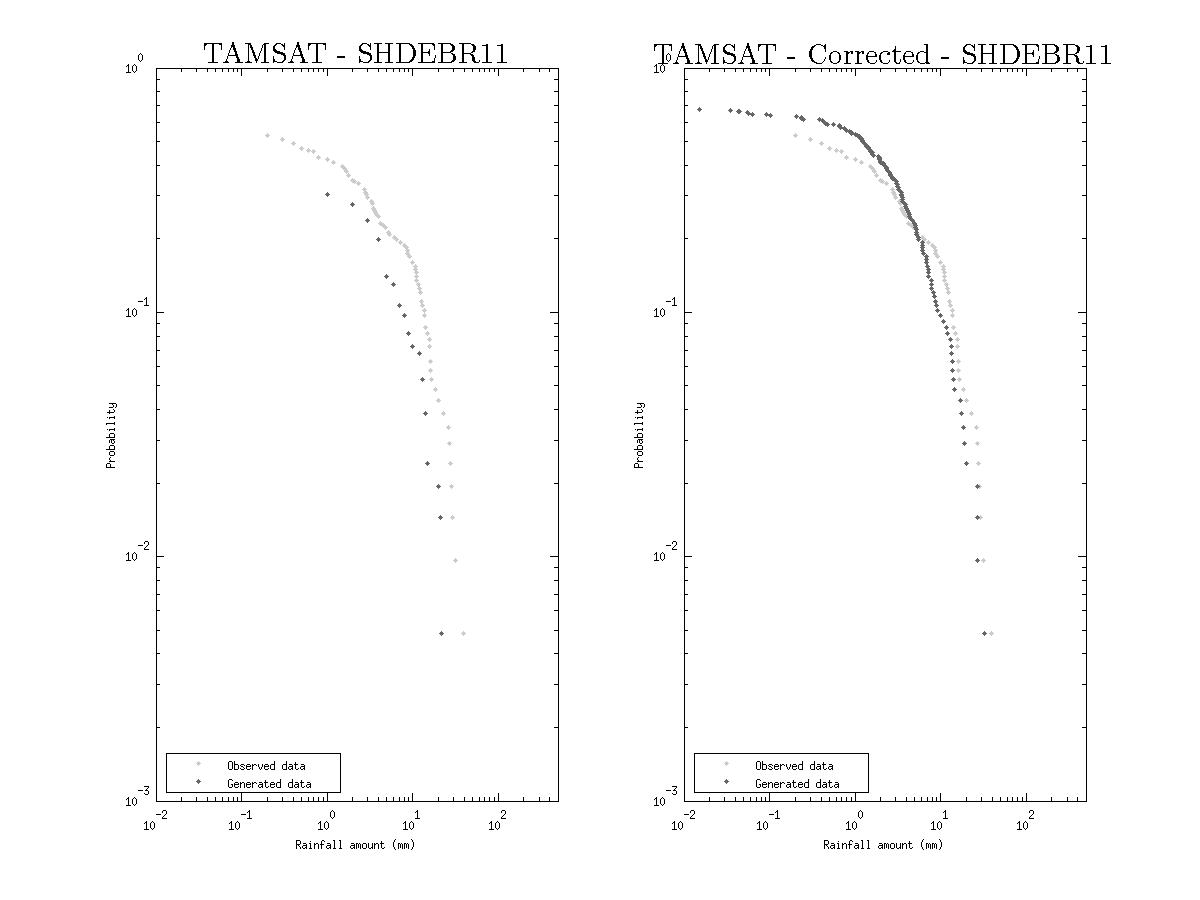 TAMSAT - SHDEBR11
10^0
10^-1
10^-2
10^-3
Probability
Observed data
Generated data
10^-2 10^-1 10^0 10^1 10^2
Rainfall amount (mm)
TAMSAT - Corrected - SHDEBR11
10^0
10^-1
10^-2
10^-3
Probability
Observed data
Generated data
10^-2 10^-1 10^0 10^1 10^2
Rainfall amount (mm)